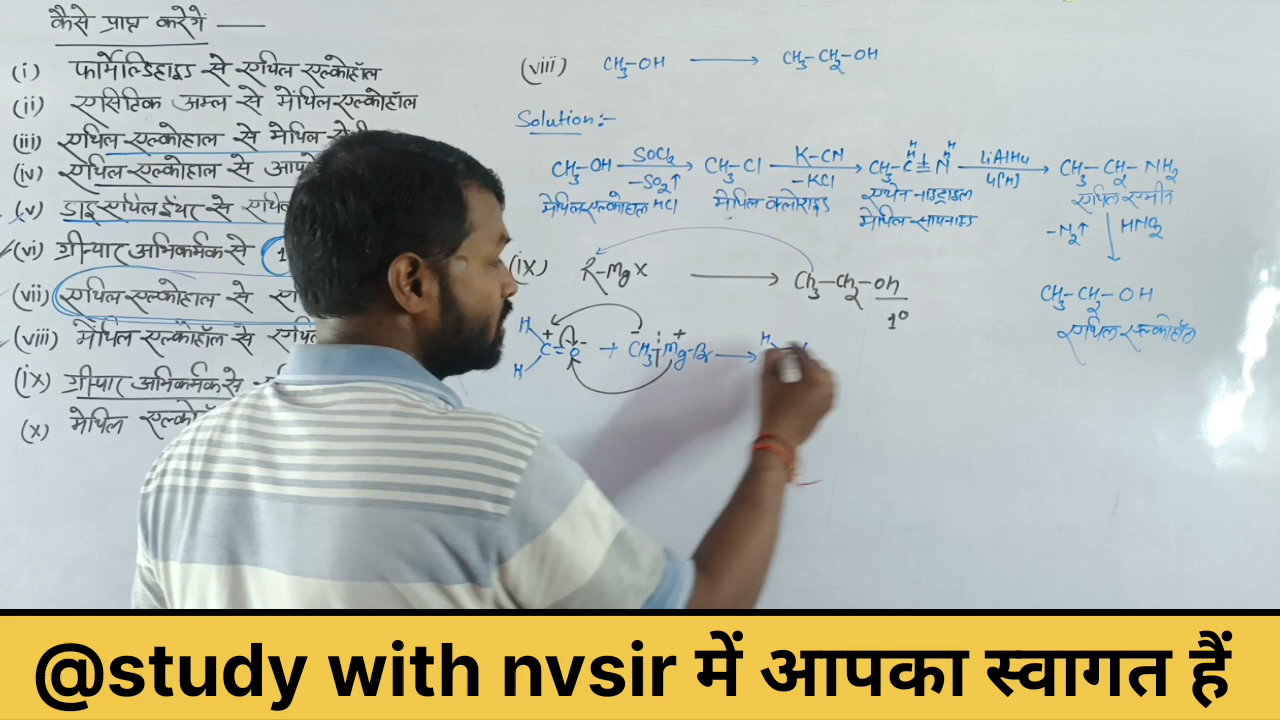 कैसे प्राप्त करेगें —
(i) फार्मेल्डिहाइड से एथिल एल्कोहॉल
(ii) एसिटिक अम्ल से मेथिल एल्कोहॉल
(iii) एथिल एल्कोहाल से मेथिल
(iv) एथिल एल्कोहाल से
(v) डाइएथिल ईथर से
(vi) ग्रीन्यार अभिकर्मक से
(vii) एथिल एल्कोहाल से
(viii) मेथिल एल्कोहॉल से
(ix) ग्रीन्यार अभिकर्मक से
(x) मेथिल
(viii) CH3-OH ⟶ CH3-CH2-OH
Solution:-
CH3-OH SOCl2 -SO2↑ HCl CH3-Cl K-CN -KCl CH3-C≡N H H H H LiAlH4 4[H] CH3-CH2-NH2
मेथिल एल्कोहाल मेथिल क्लोराइड एथेन नाइट्राइल एथिल एमीन
मेथिल सायनाइड
-N2↑ HNO2
CH3-CH2-OH
एथिल एल्कोहॉल
(ix) R-MgX ⟶ CH3-CH2-OH
1°
H H C=O + CH3-Mg-Br ⟶ H
@study with nvsir में आपका स्वागत हैं